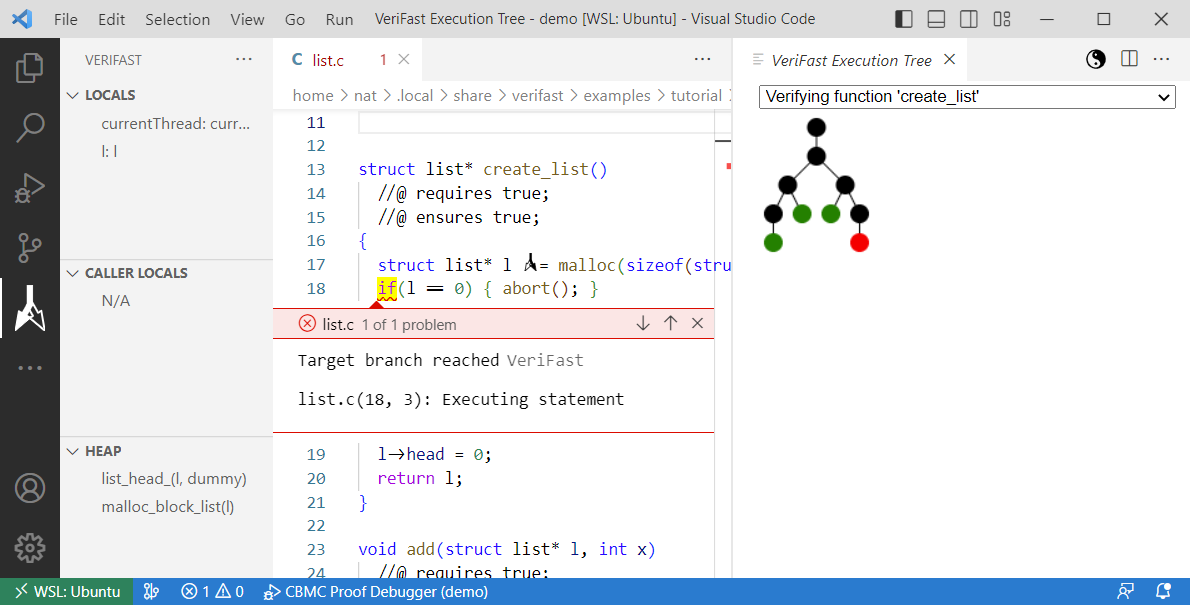 File Edit Selection View Go Run VeriFast Execution Tree - demo [WSL: Ubuntu] - Visual Studio Code
VERIFAST ...
LOCALS
currentThread: curr...
l: l
CALLER LOCALS
N/A
HEAP
list_head_(l, dummy)
malloc_block_list(l)
C list.c 1
home > nat > .local > share > verifast > examples > tutorial
11
12
13 struct list* create_list()
14 //@ requires true;
15 //@ ensures true;
16 {
17 struct list* l = malloc(sizeof(stru
18 if(l == 0) { abort(); }
list.c 1 of 1 problem
Target branch reached VeriFast
list.c(18, 3): Executing statement
19 l->head = 0;
20 return l;
21 }
22
23 void add(struct list* l, int x)
24 //@ requires true;
VeriFast Execution Tree
Verifying function 'create_list'
WSL: Ubuntu 1 0 CBMC Proof Debugger (demo)